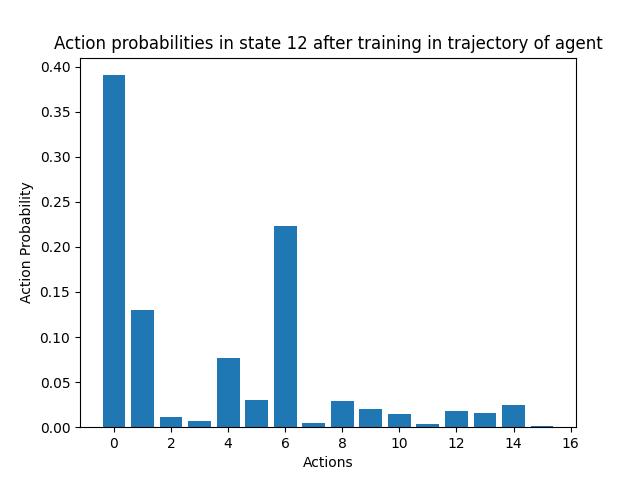 Action probabilities in state 12 after training in trajectory of agent
0.40
0.35
0.30
0.25
0.20
0.15
0.10
0.05
0.00
Action Probability
0 2 4 6 8 10 12 14 16
Actions